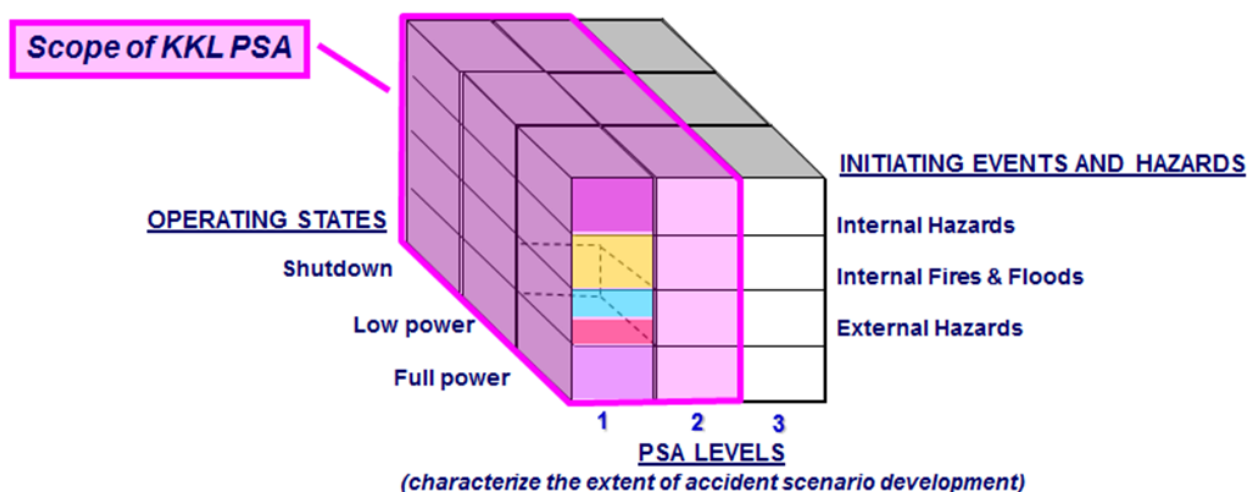 Scope of KKL PSA
INITIATING EVENTS AND HAZARDS
OPERATING STATES
Internal Hazards
Shutdown
Internal Fires & Floods
Low power
External Hazards
Full power
1 2 3
PSA LEVELS
(characterize the extent of accident scenario development)